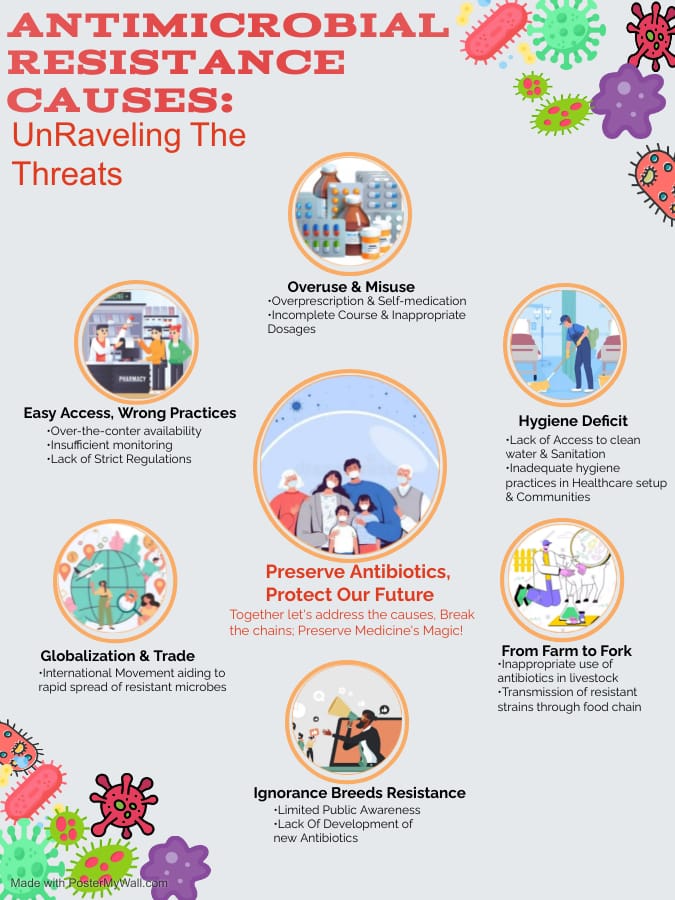 ANTIMICROBIAL
RESISTANCE
CAUSES:
UnRaveling The
Threats
Overuse & Misuse
•Overprescription & Self-medication
•Incomplete Course & Inappropriate
Dosages
Easy Access, Wrong Practices
•Over-the-conter availability
•Insufficient monitoring
•Lack of Strict Regulations
PHARMACY
Hygiene Deficit
•Lack of Access to clean
water & Sanitation
•Inadequate hygiene
practices in Healthcare setup
& Communities
Preserve Antibiotics,
Protect Our Future
Together let's address the causes, Break
the chains; Preserve Medicine's Magic!
Globalization & Trade
•International Movement aiding to
rapid spread of resistant microbes
From Farm to Fork
•Inappropriate use of
antibiotics in livestock
•Transmission of resistant
strains through food chain
Ignorance Breeds Resistance
•Limited Public Awareness
•Lack Of Development of
new Antibiotics
Made with PosterMyWall.com